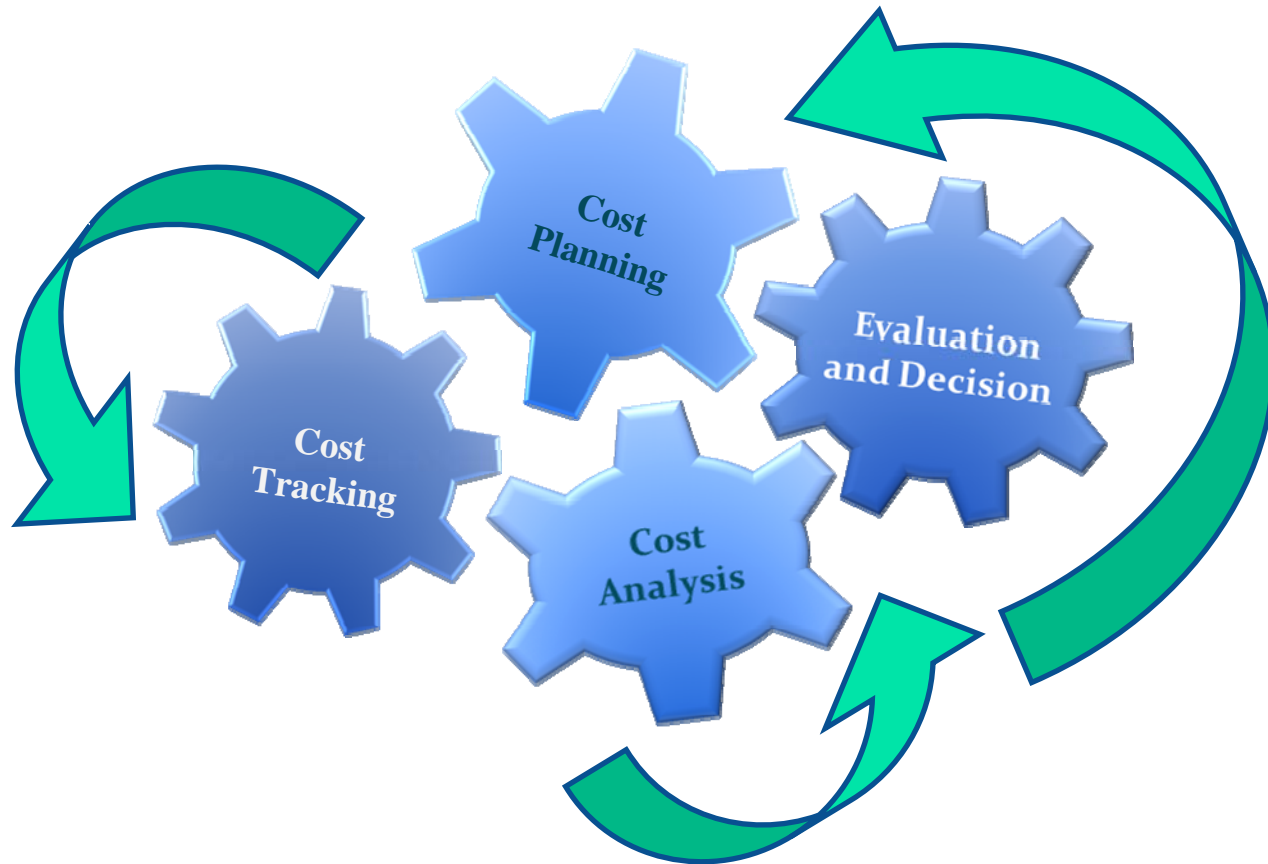 Cost
Planning
Evaluation
and Decision
Cost
Tracking
Cost
Analysis